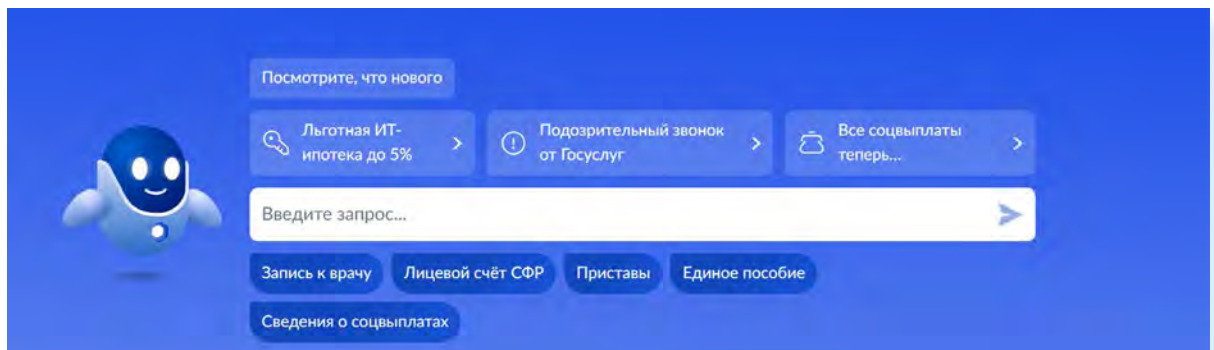 Посмотрите, что нового
Льготная ИТ-
ипотека до 5%
Подозрительный звонок
от Госуслуг
Все соцвыплаты
теперь...
Введите запрос...
Запись к врачу
Лицевой счёт СФР
Приставы
Единое пособие
Сведения о соцвыплатах